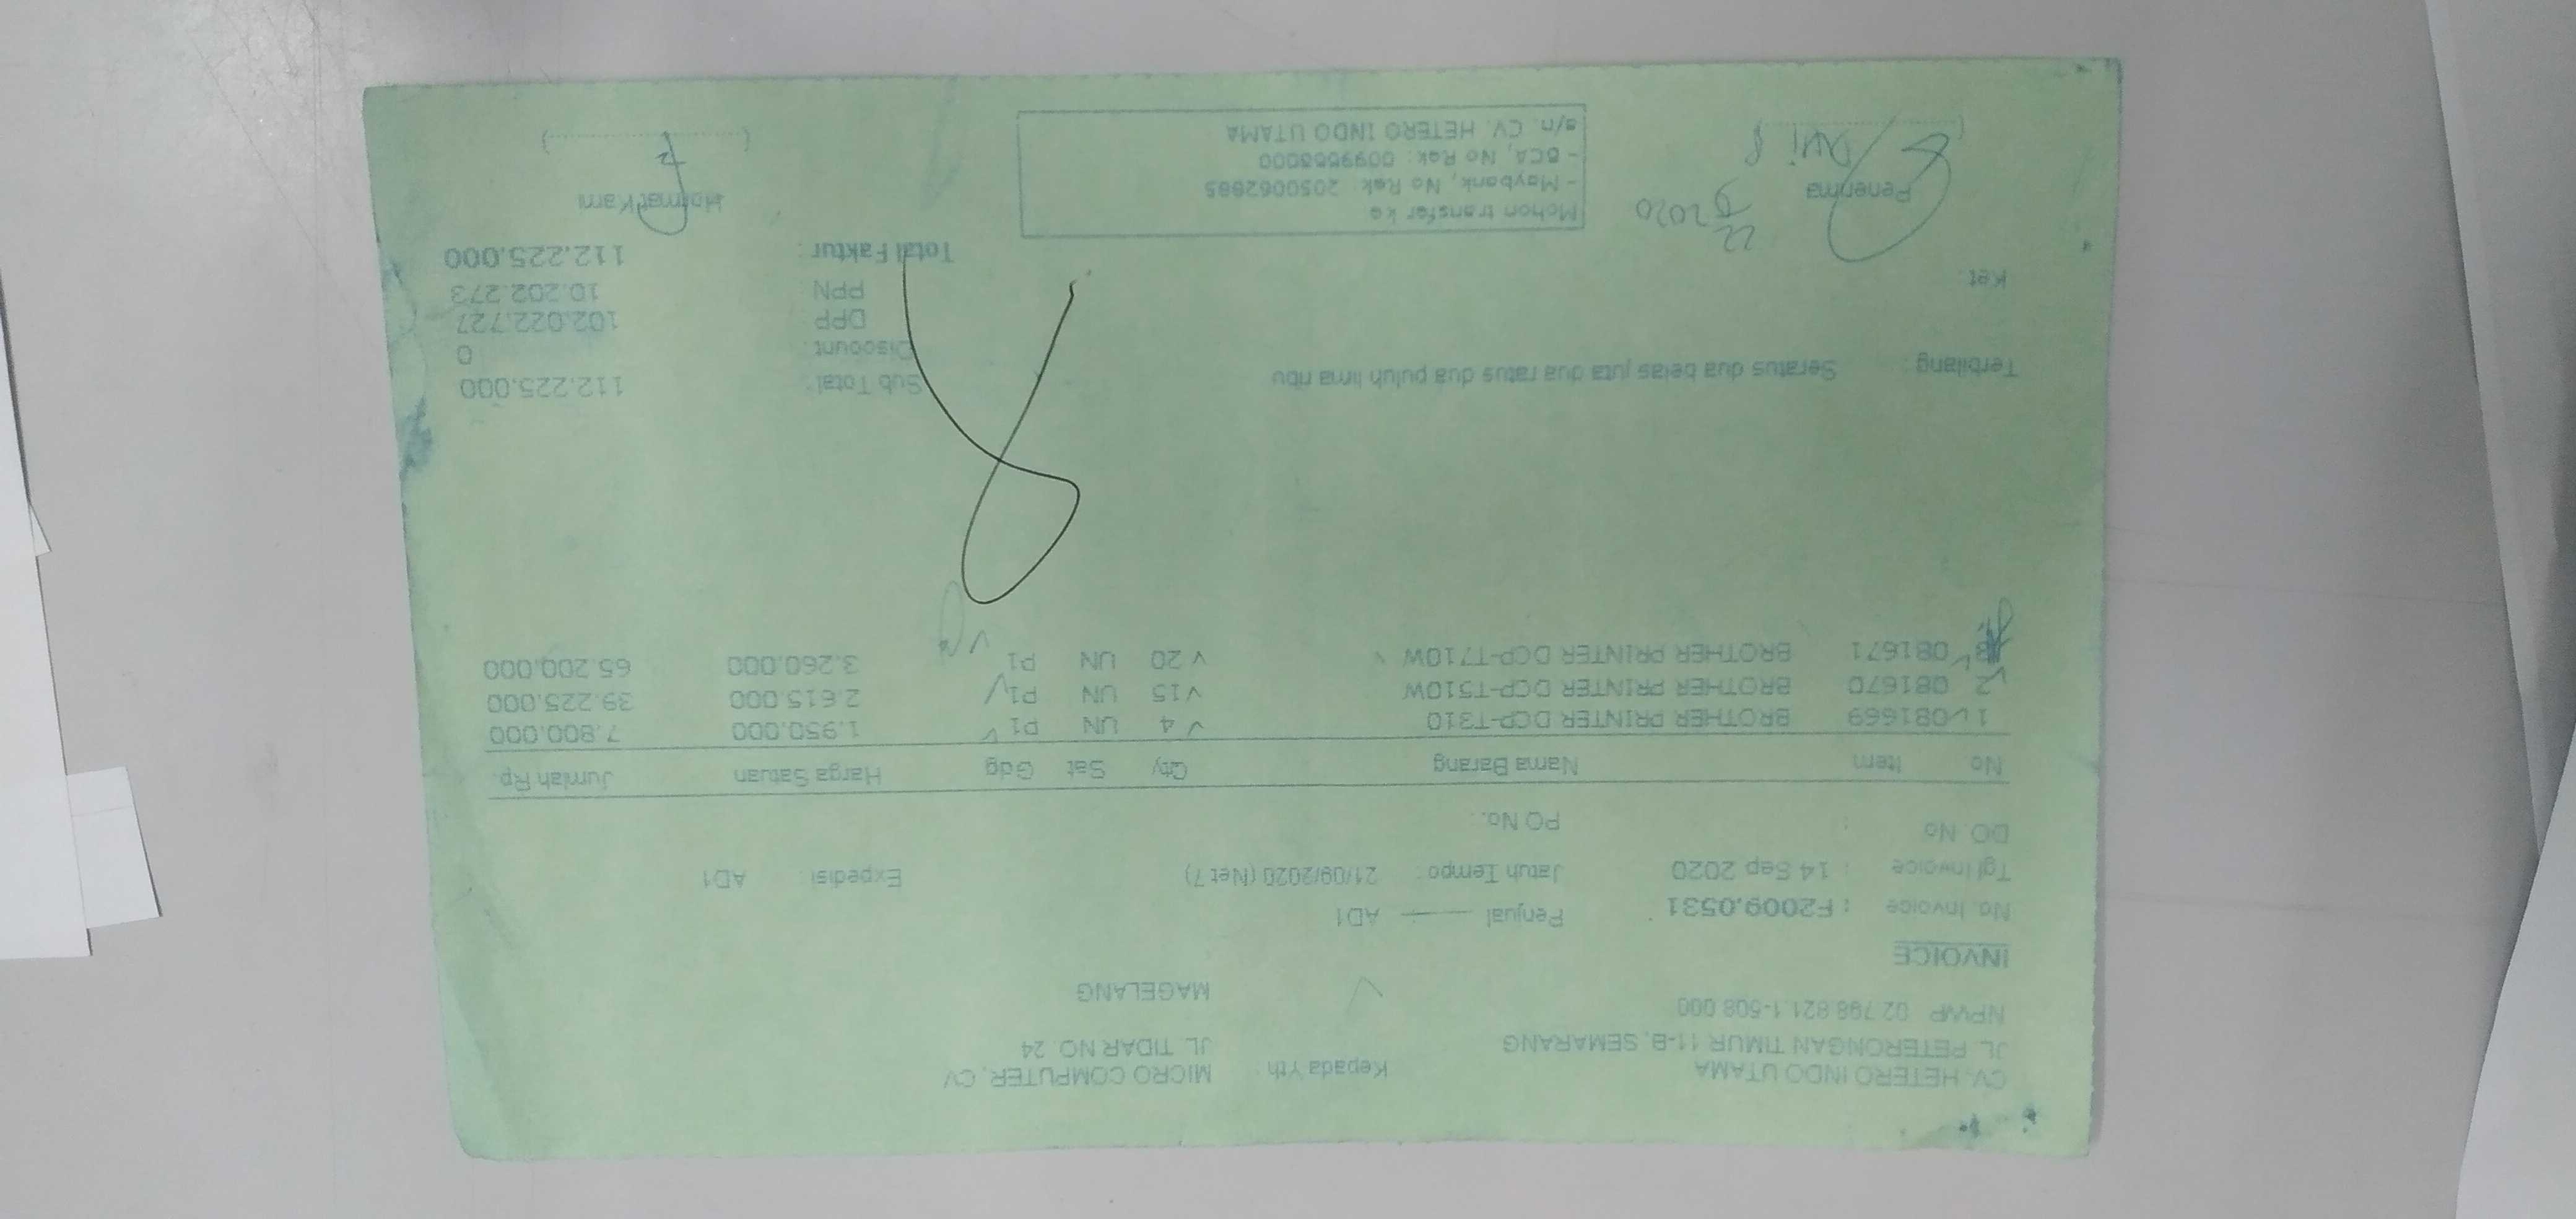 CV. HETERO INDO UTAMA
JL. PETERONGAN TIMUR 11-B, SEMARANG
NPWP 02.798.821.1-508.000
Kepada Yth MICRO COMPUTER, CV
JL. TIDAR NO. 24
MAGELANG
INVOICE
No. Invoice : F2009.0531 Penjual AD1
Tgl Invoice : 14 Sep 2020 Jatuh Tempo : 21/09/2020 (Net 7) Expedisi : AD1
DO. No : PO No. :
No Item Nama Barang Qty Sat Gdg Harga Satuan Jumlah Rp.
1 081669 BROTHER PRINTER DCP-T310 4 UN P1 1.950.000 7.800.000
2 081670 BROTHER PRINTER DCP-T510W 15 UN P1 2.615.000 39.225.000
3 081671 BROTHER PRINTER DCP-T710W 20 UN P1 3.260.000 65.200.000
Terbilang : Seratus dua belas juta dua ratus dua puluh lima ribu
Sub Total : 112.225.000
Discount : 0
DPP : 102.022.727
PPN : 10.202.273
Total Faktur : 112.225.000
Ket :
Penerima
22
9 2020
Mohon transfer ke
- Maybank, No Rek: 2050062885
- BCA, No Rek: 009558000
a/n. CV. HETERO INDO UTAMA
Hormat Kami